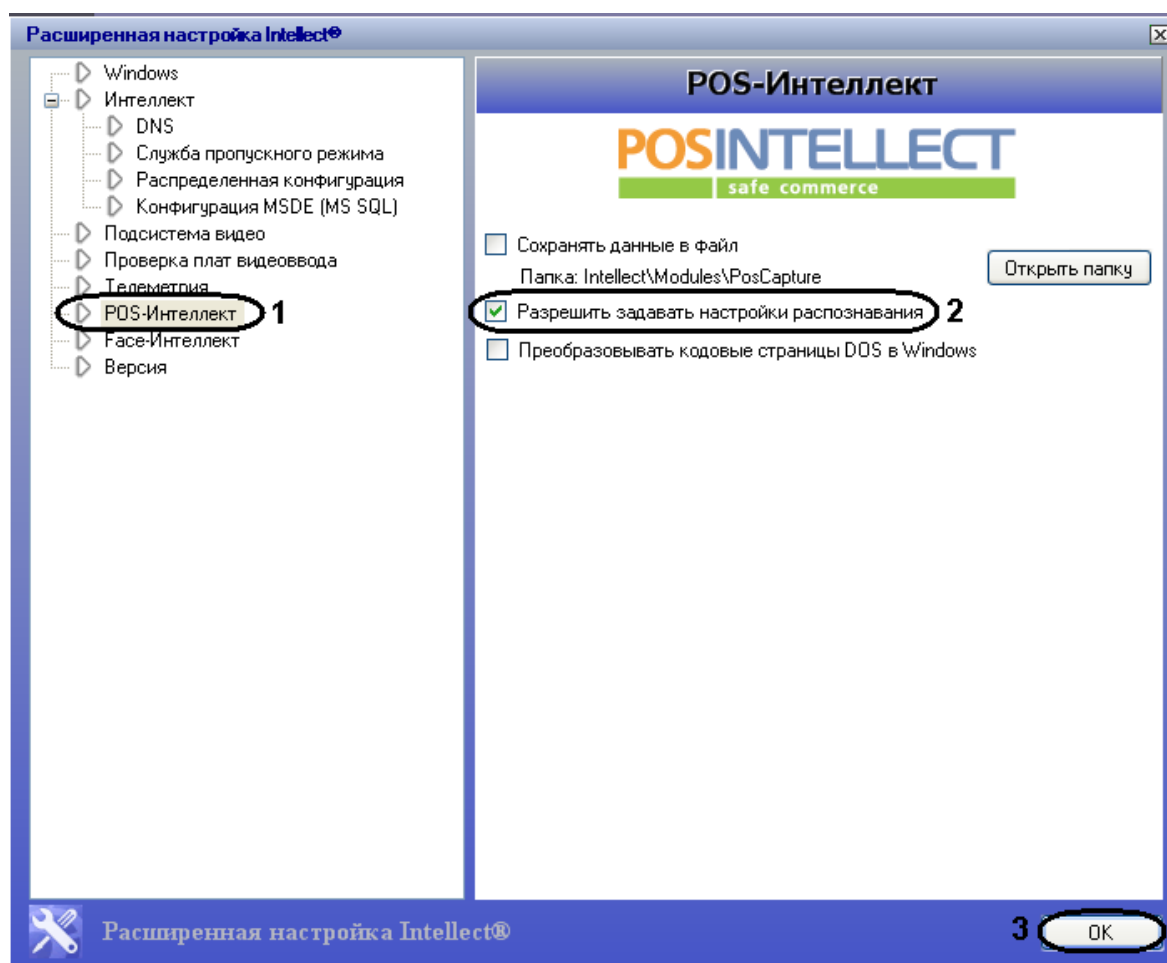 Расширенная настройка Intellect®
Windows
Интеллект
DNS
Служба пропускного режима
Распределенная конфигурация
Конфигурация MSDE (MS SQL)
Подсистема видео
Проверка плат видеоввода
Телеметрия
POS-Интеллект 1
Face-Интеллект
Версия
POS-Интеллект
POSINTELLECT
safe commerce
Сохранять данные в файл
Папка: Intellect\Modules\PosCapture
Открыть папку
Разрешить задавать настройки распознавания 2
Преобразовывать кодовые страницы DOS в Windows
Расширенная настройка Intellect®
3 OK